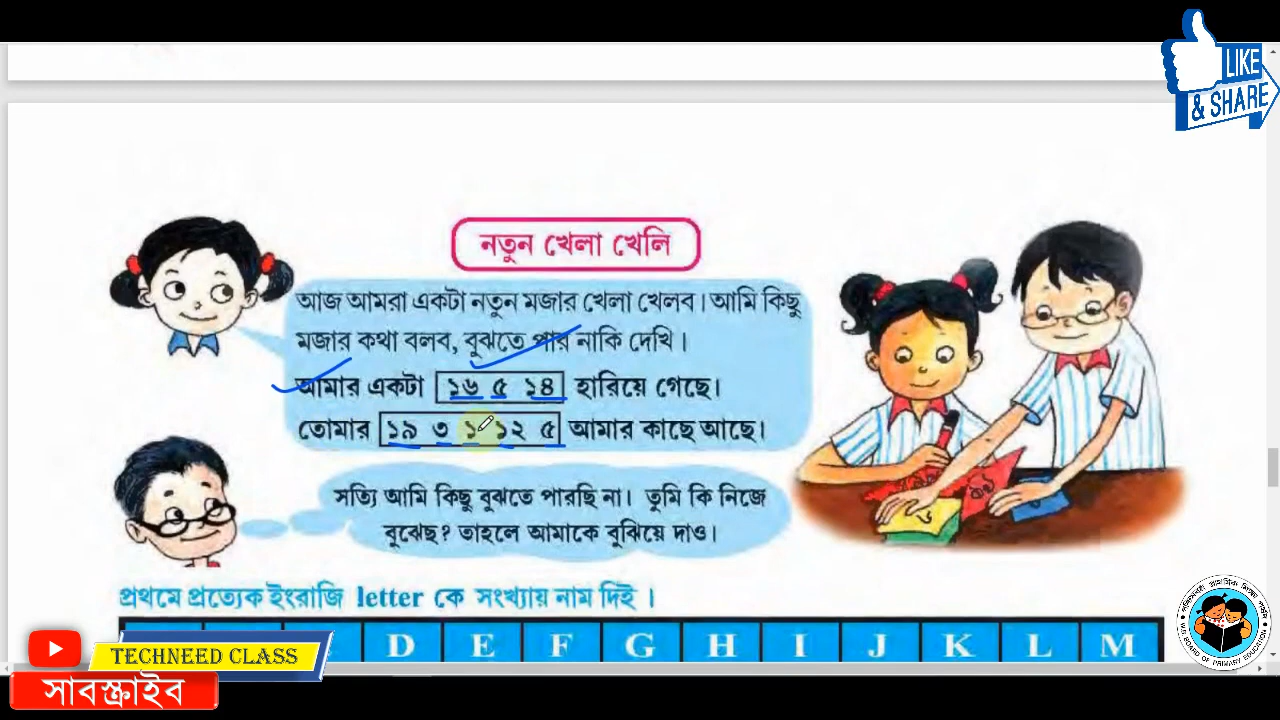 LIKE
& SHARE
নতুন খেলা খেলি
আজ আমরা একটা নতুন মজার খেলা খেলব। আমি কিছু
মজার কথা বলব, বুঝতে পার নাকি দেখি।
আমার একটা ১৬ ৫ ১৪ হারিয়ে গেছে।
তোমার ১৯ ৩ ১ ১২ ৫ আমার কাছে আছে।
সত্যি আমি কিছু বুঝতে পারছি না। তুমি কি নিজে
বুঝেছ? তাহলে আমাকে বুঝিয়ে দাও।
প্রথমে প্রত্যেক ইংরাজি letter কে সংখ্যায় নাম দিই।
D E F G H I J K L M
TECHNEED CLASS
সাবস্ক্রাইব